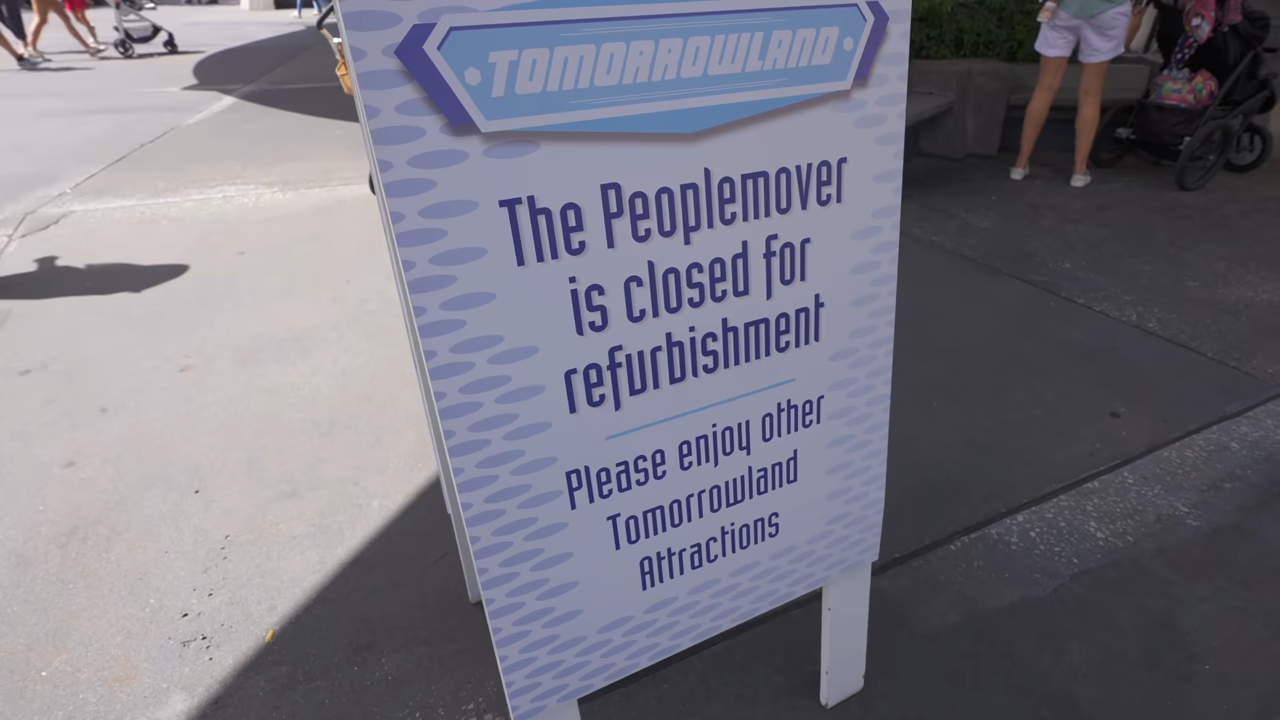 TOMORROWLAND
The Peoplemover
is closed for
refurbishment
Please enjoy other
Tomorrowland
Attractions